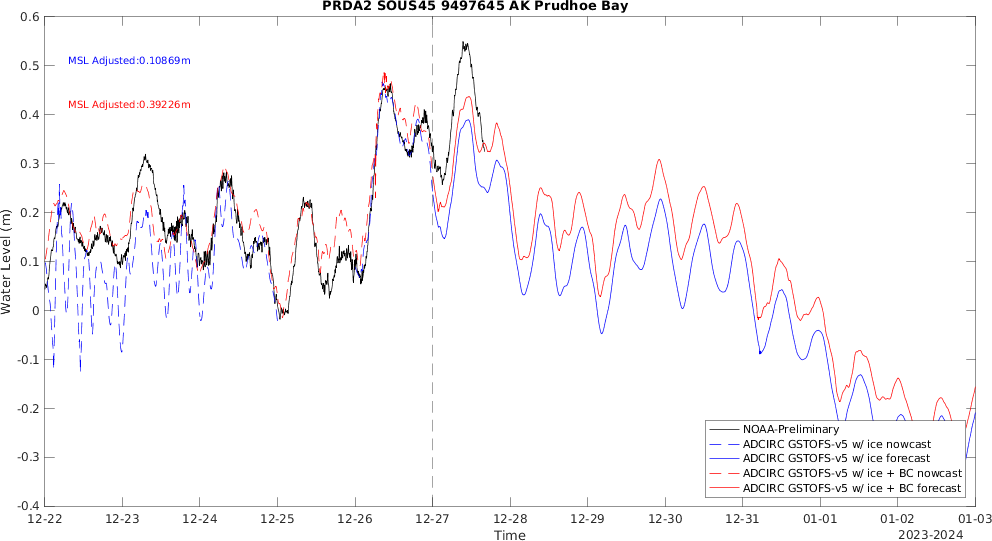 PRDA2 SOUS45 9497645 AK Prudhoe Bay
MSL Adjusted:0.10869m
MSL Adjusted:0.39226m
Water Level (m)
0.6
0.5
0.4
0.3
0.2
0.1
0
-0.1
-0.2
-0.3
-0.4
NOAA-Preliminary
ADCIRC GSTOFS-v5 w/ ice nowcast
ADCIRC GSTOFS-v5 w/ ice forecast
ADCIRC GSTOFS-v5 w/ ice + BC nowcast
ADCIRC GSTOFS-v5 w/ ice + BC forecast
12-22 12-23 12-24 12-25 12-26 12-27 12-28 12-29 12-30 12-31 01-01 01-02 01-03
Time
2023-2024